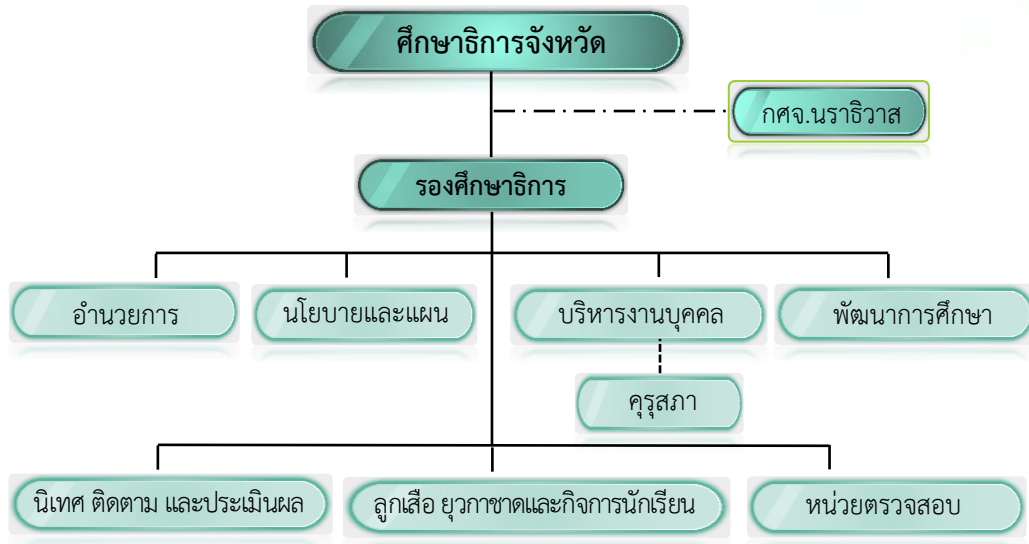 ศึกษาธิการจังหวัด
กศจ.นราธิวาส
รองศึกษาธิการ
อำนวยการ
นโยบายและแผน
บริหารงานบุคคล
พัฒนาการศึกษา
คุรุสภา
นิเทศ ติดตาม และประเมินผล
ลูกเสือ ยุวกาชาดและกิจการนักเรียน
หน่วยตรวจสอบ